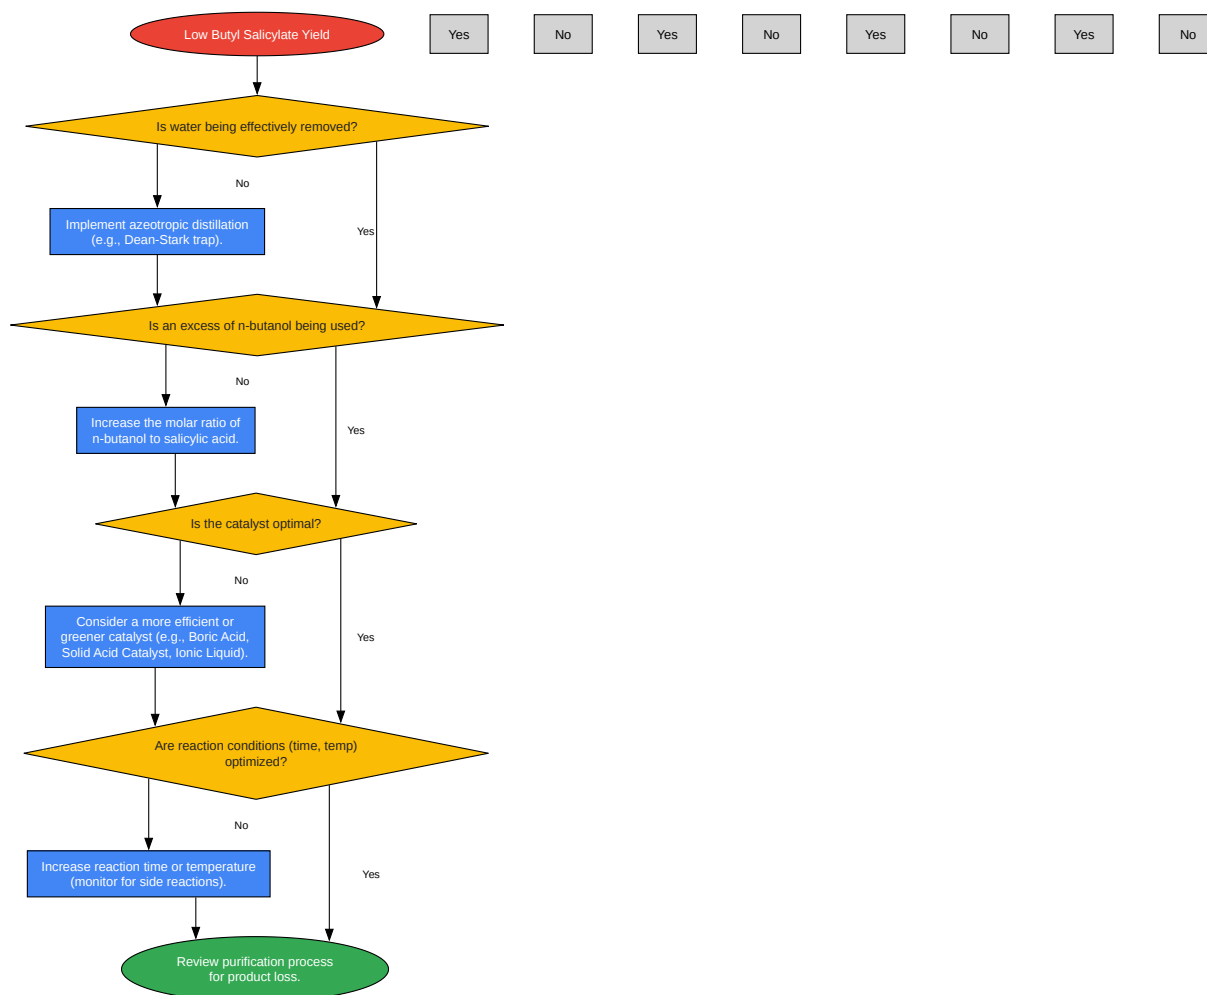 Low Butyl Salicylate Yield
Yes
No
Yes
No
Yes
No
Yes
No
Is water being effectively removed?
No
Implement azeotropic distillation
(e.g., Dean-Stark trap).
Yes
Is an excess of n-butanol being used?
No
Increase the molar ratio of
n-butanol to salicylic acid.
Yes
Is the catalyst optimal?
No
Consider a more efficient or
greener catalyst (e.g., Boric Acid,
Solid Acid Catalyst, Ionic Liquid).
Yes
Are reaction conditions (time, temp)
optimized?
No
Increase reaction time or temperature
(monitor for side reactions).
Yes
Review purification process
for product loss.